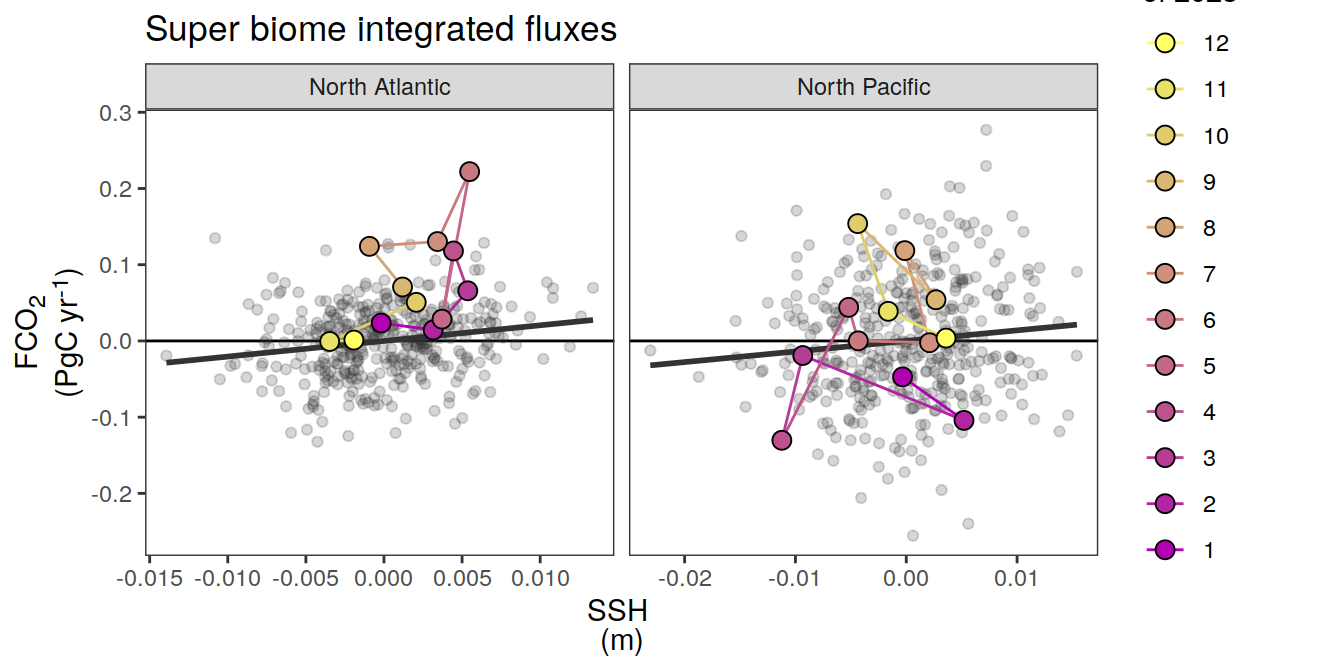 Super biome integrated fluxes
North Atlantic
North Pacific
0.3
0.2
0.1
0.0
-0.1
-0.2
FCO₂
(PgC yr⁻¹)
-0.015 -0.010 -0.005 0.000 0.005 0.010
-0.02 -0.01 0.00 0.01
SSH
(m)
12
11
10
9
8
7
6
5
4
3
2
1